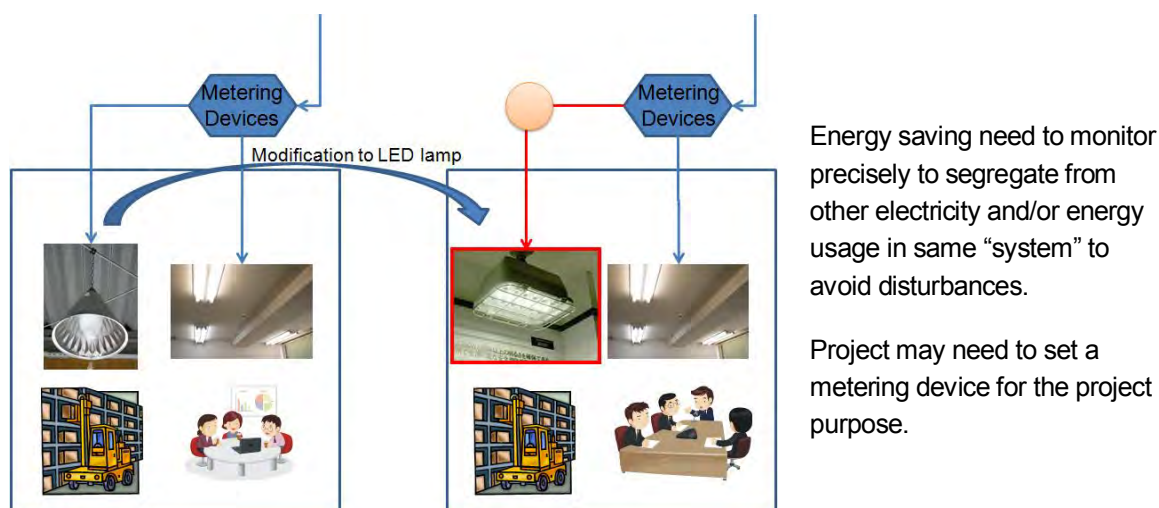 Metering
Devices
Metering
Devices
Modification to LED lamp
Energy saving need to monitor
precisely to segregate from
other electricity and/or energy
usage in same “system” to
avoid disturbances.
Project may need to set a
metering device for the project
purpose.